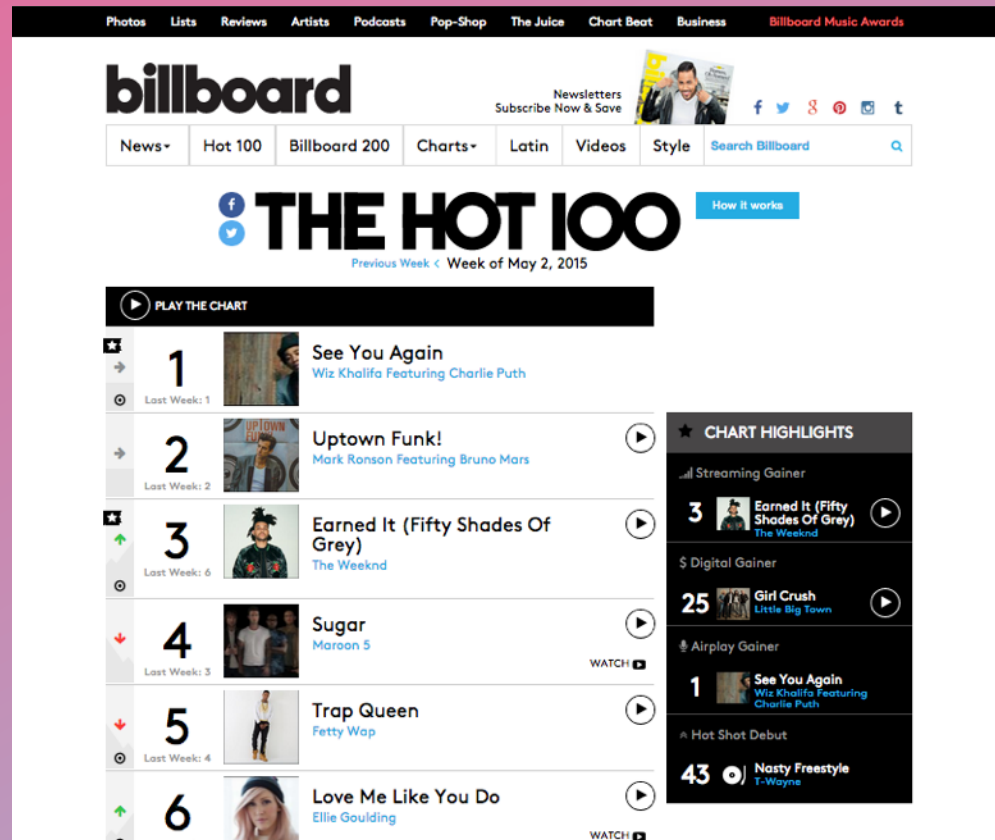 Photos Lists Reviews Artists Podcasts Pop-Shop The Juice Chart Beat Business Billboard Music Awards
billboard
Newsletters
Subscribe Now & Save
f 8 t
News Hot 100 Billboard 200 Charts Latin Videos Style Search Billboard
f THE HOT 100
How it works
Previous Week < Week of May 2, 2015
PLAY THE CHART
1
Last Week: 1
See You Again
Wiz Khalifa Featuring Charlie Puth
2
Last Week: 2
UPTOWN
FUNK
Uptown Funk!
Mark Ronson Featuring Bruno Mars
3
Last Week: 6
Earned It (Fifty Shades Of
Grey)
The Weeknd
4
Last Week: 3
Sugar
Maroon 5
WATCH
5
Last Week: 4
Trap Queen
Fetty Wap
6
Love Me Like You Do
Ellie Goulding
WATCH
CHART HIGHLIGHTS
Streaming Gainer
3
Earned It (Fifty
Shades Of Grey)
The Weeknd
$ Digital Gainer
25
Girl Crush
Little Big Town
Airplay Gainer
1
See You Again
Wiz Khalifa Featuring
Charlie Puth
Hot Shot Debut
43
Nasty Freestyle
T-Wayne